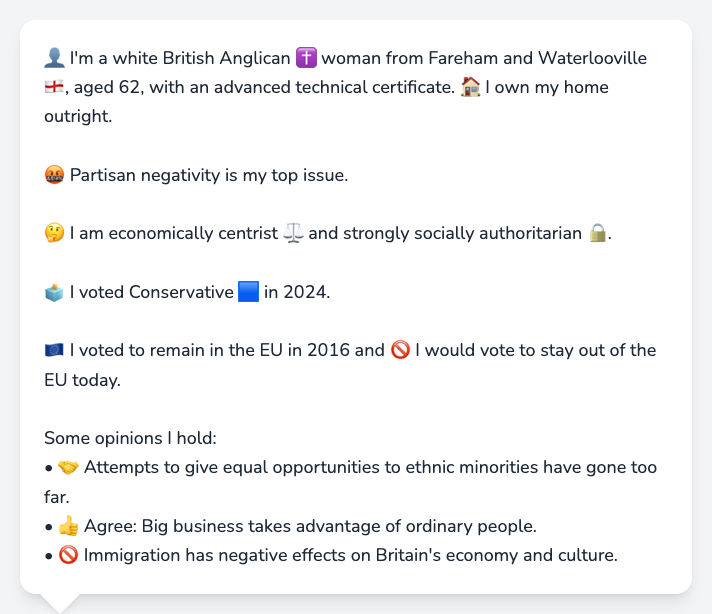 👤 I'm a white British Anglican ✝️ woman from Fareham and Waterlooville
🏴󠁧󠁢󠁥󠁮󠁧󠁿, aged 62, with an advanced technical certificate. 🏠 I own my home
outright.
🤬 Partisan negativity is my top issue.
🤔 I am economically centrist ⚖️ and strongly socially authoritarian 🔒.
🗳️ I voted Conservative 🟦 in 2024.
🇪🇺 I voted to remain in the EU in 2016 and 🚫 I would vote to stay out of the
EU today.
Some opinions I hold:
• 🤝 Attempts to give equal opportunities to ethnic minorities have gone too
far.
• 👍 Agree: Big business takes advantage of ordinary people.
• 🚫 Immigration has negative effects on Britain's economy and culture.